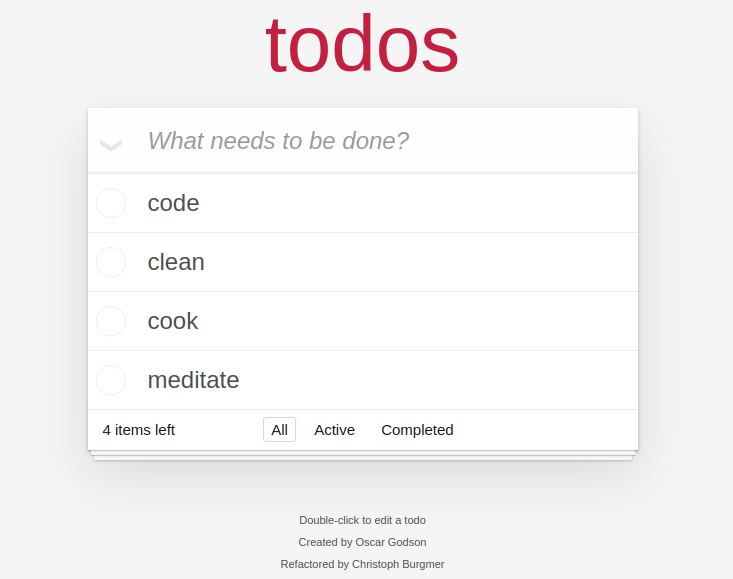 todos
What needs to be done?
code
clean
cook
meditate
4 items left All Active Completed
Double-click to edit a todo
Created by Oscar Godson
Refactored by Christoph Burgmer